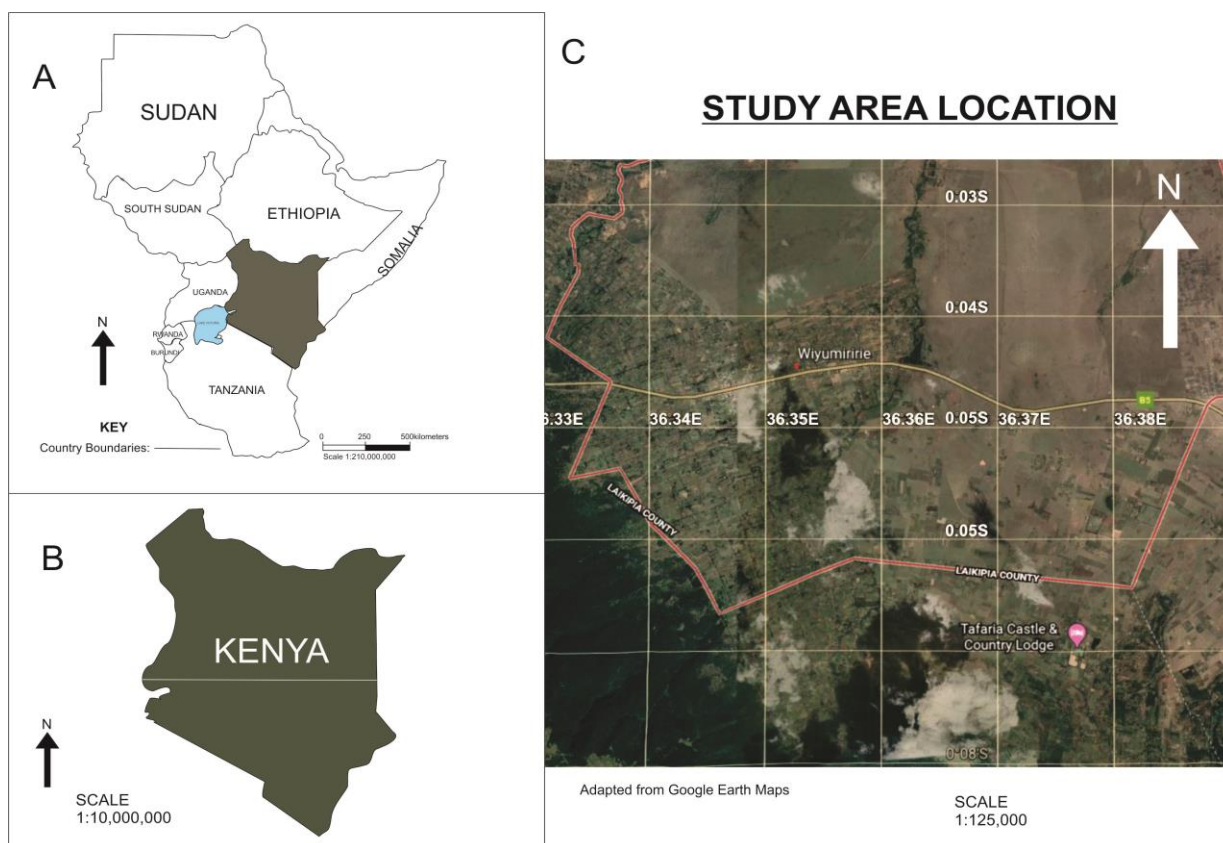 A
SUDAN
SOUTH SUDAN
ETHIOPIA
SOMALIA
UGANDA
RWANDA
BURUNDI
TANZANIA
N
KEY
Country Boundaries:
0 250 500kilometers
Scale 1:210,000,000
B
KENYA
N
SCALE
1:10,000,000
C
STUDY AREA LOCATION
N
0.03S
0.04S
Wiyumiririe
B5
36.33E 36.34E 36.35E 36.36E 0.05S 36.37E 36.38E
LAIKIPIA COUNTY
0.05S
LAIKIPIA COUNTY
Tafaria Castle &
Country Lodge
0°08'S
Adapted from Google Earth Maps
SCALE
1:125,000